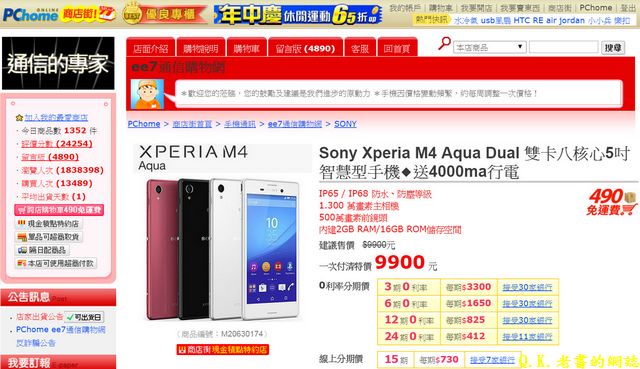 PChome ONLINE 商店街! 優良專櫃 年中慶 休閒運動 65折起
我的帳戶 | 購物車 | 我要開店 | 我要賣東西 | 商店街 | PChome | 登出
熱門快訊 水冷氣 usb風扇 HTC RE air jordan 小小兵 樂扣
店面介紹 購物說明 購物車 留言版 (4890) 客服 回首頁
本店商品 搜尋
通信的專家
ee7通信購物網
＊歡迎您的蒞臨，您的鼓勵及建議是我們進步的原動力 ＊手機因價格變動頻繁，約每周調整一次價格！
加入我的最愛商店
今日商品數 1352 件
評價分數 (24254)
留言版 (4890)
瀏覽人次 (1838398)
購買人次 (13489)
平均出貨天數 (1)
同店購物車490免運費
現金積點特約店
單品可超商取貨
隔日配商品
本店可使用超商付款
公告訊息 Post
店家出貨公告 可出貨日
PChome ee7通信購物網
反詐騙公告
我要訂報
PChome > 商店街首頁 > 手機通訊 > ee7通信購物網 > SONY
XPERIA M4
Aqua
(商品編號：M20630174)
商店街 現金積點特約店
Sony Xperia M4 Aqua Dual 雙卡八核心5吋
智慧型手機◆送4000ma行電
IP65 / IP68 防水、防塵等級
1,300 萬畫素主相機
500萬畫素前鏡頭
內建2GB RAM/16GB ROM儲存空間
490免運費
建議售價 $9900元
一次付清特價 9900 元
0利率分期價
3 期 0 利率 每期$3300 接受30家銀行
6 期 0 利率 每期$1650 接受30家銀行
12 期 0 利率 每期$825 接受30家銀行
24 期 0 利率 每期$412 接受11家銀行
線上分期價 15 期 每期$730 接受7家銀行
Q.K.老書的網誌